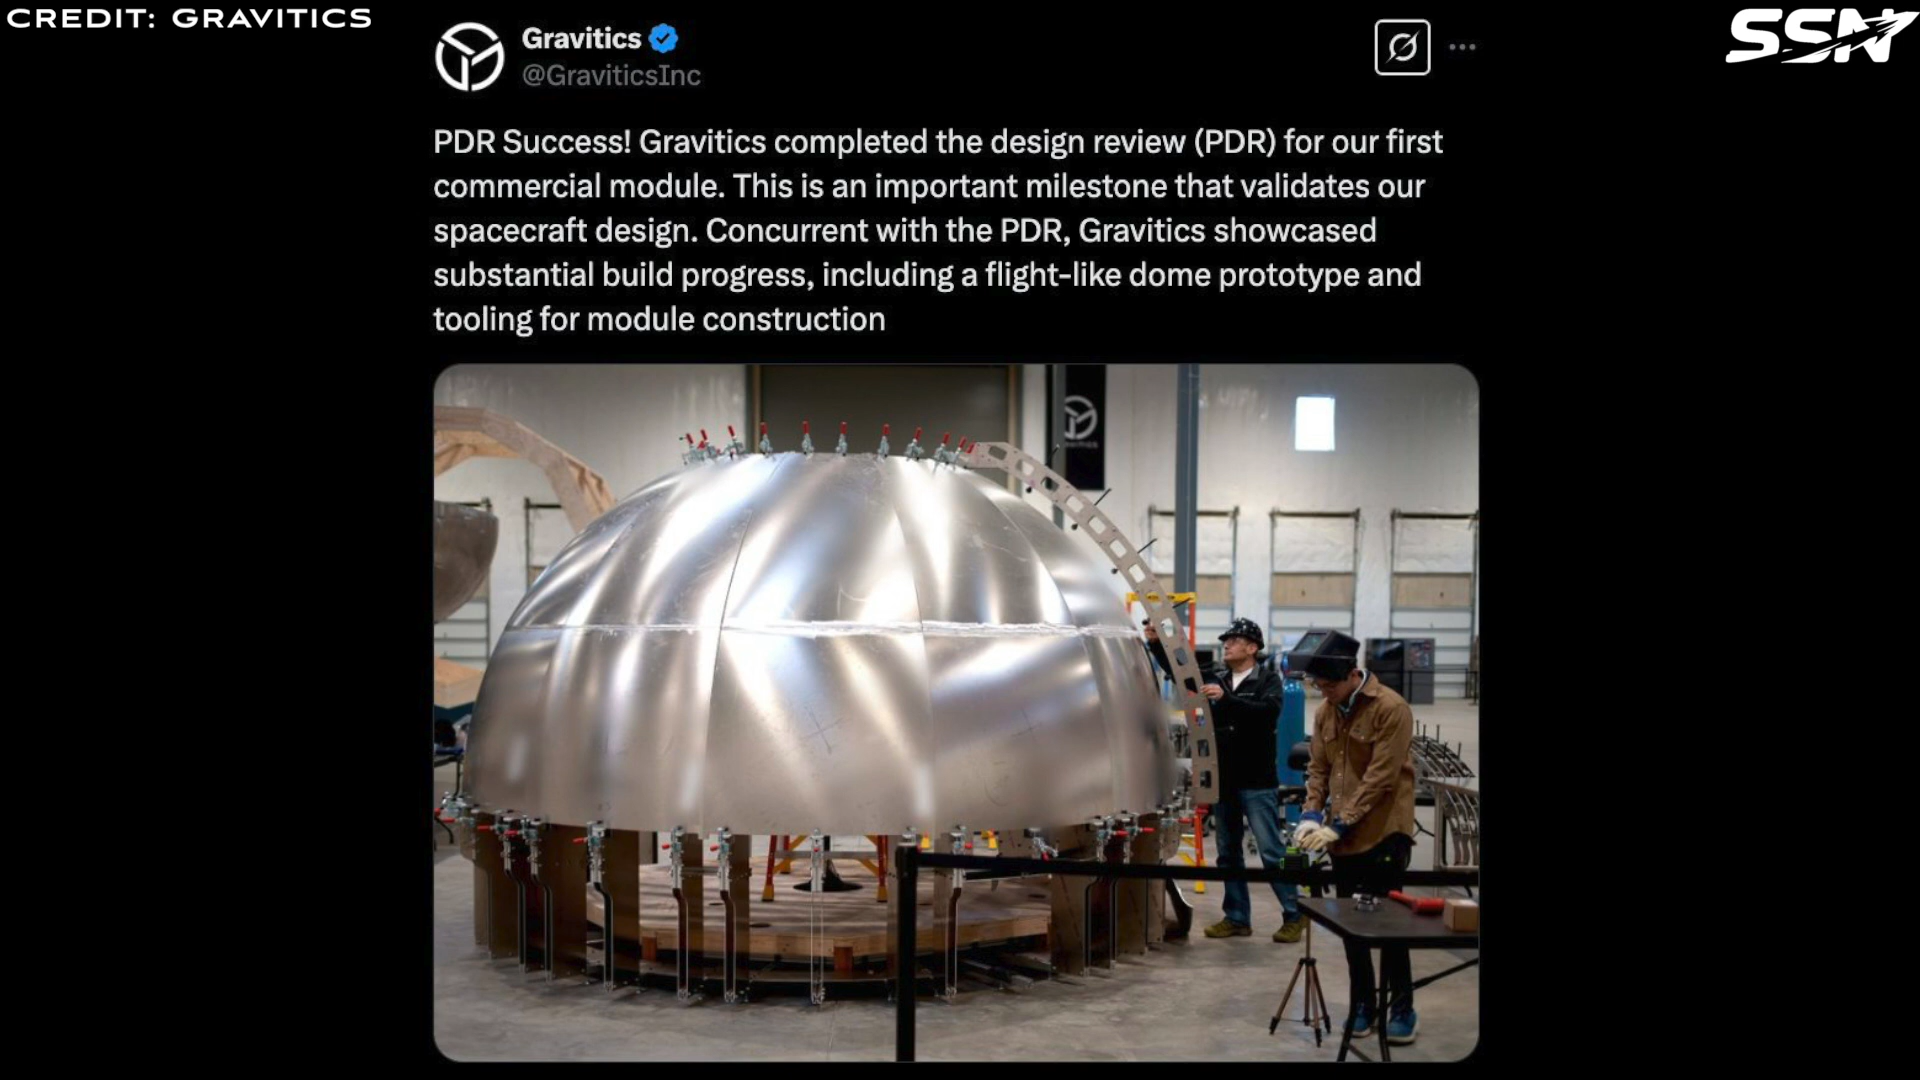 CREDIT: GRAVITICS
SSN
Gravitics
@GraviticsInc
PDR Success! Gravitics completed the design review (PDR) for our first
commercial module. This is an important milestone that validates our
spacecraft design. Concurrent with the PDR, Gravitics showcased
substantial build progress, including a flight-like dome prototype and
tooling for module construction